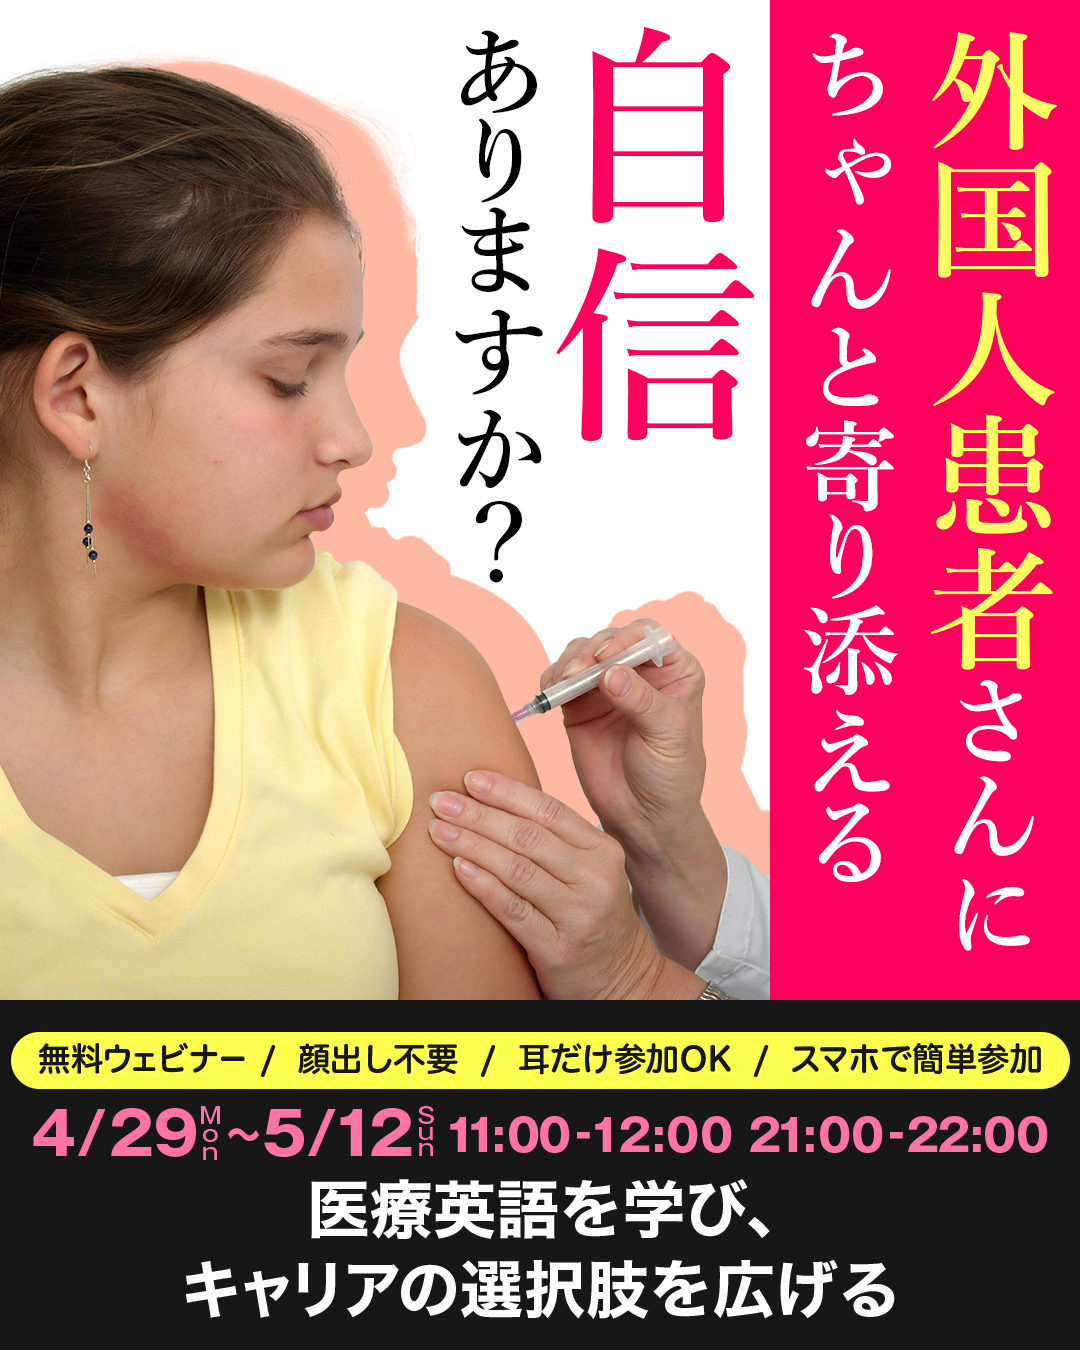 外国人患者さんに
ちゃんと寄り添える
自信
ありますか?
無料ウェビナー / 顔出し不要 / 耳だけ参加OK / スマホで簡単参加
4/29Mon~5/12Sun 11:00-12:00 21:00-22:00
医療英語を学び、
キャリアの選択肢を広げる